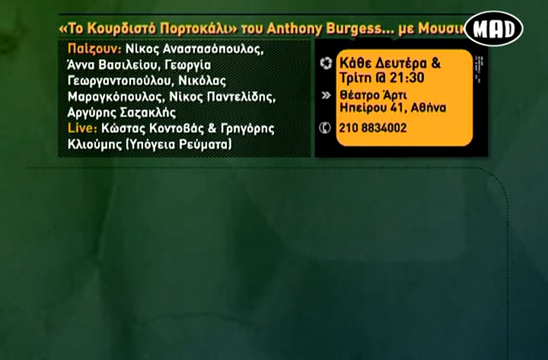 «Το Κουρδιστό Πορτοκάλι» του Anthony Burgess... με Μουσικ
MAD
Παίζουν: Νίκος Αναστασόπουλος,
Άννα Βασιλείου, Γεωργία
Γεωργαντοπούλου, Νικόλας
Μαραγκόπουλος, Νίκος Παντελίδης,
Αργύρης Σαζακλής
Live: Κώστας Κοντοβάς & Γρηγόρης
Κλιούμης (Υπόγεια Ρεύματα)
Κάθε Δευτέρα &
Τρίτη @ 21:30
Θέατρο Άρτι
Ηπείρου 41, Αθήνα
210 8834002